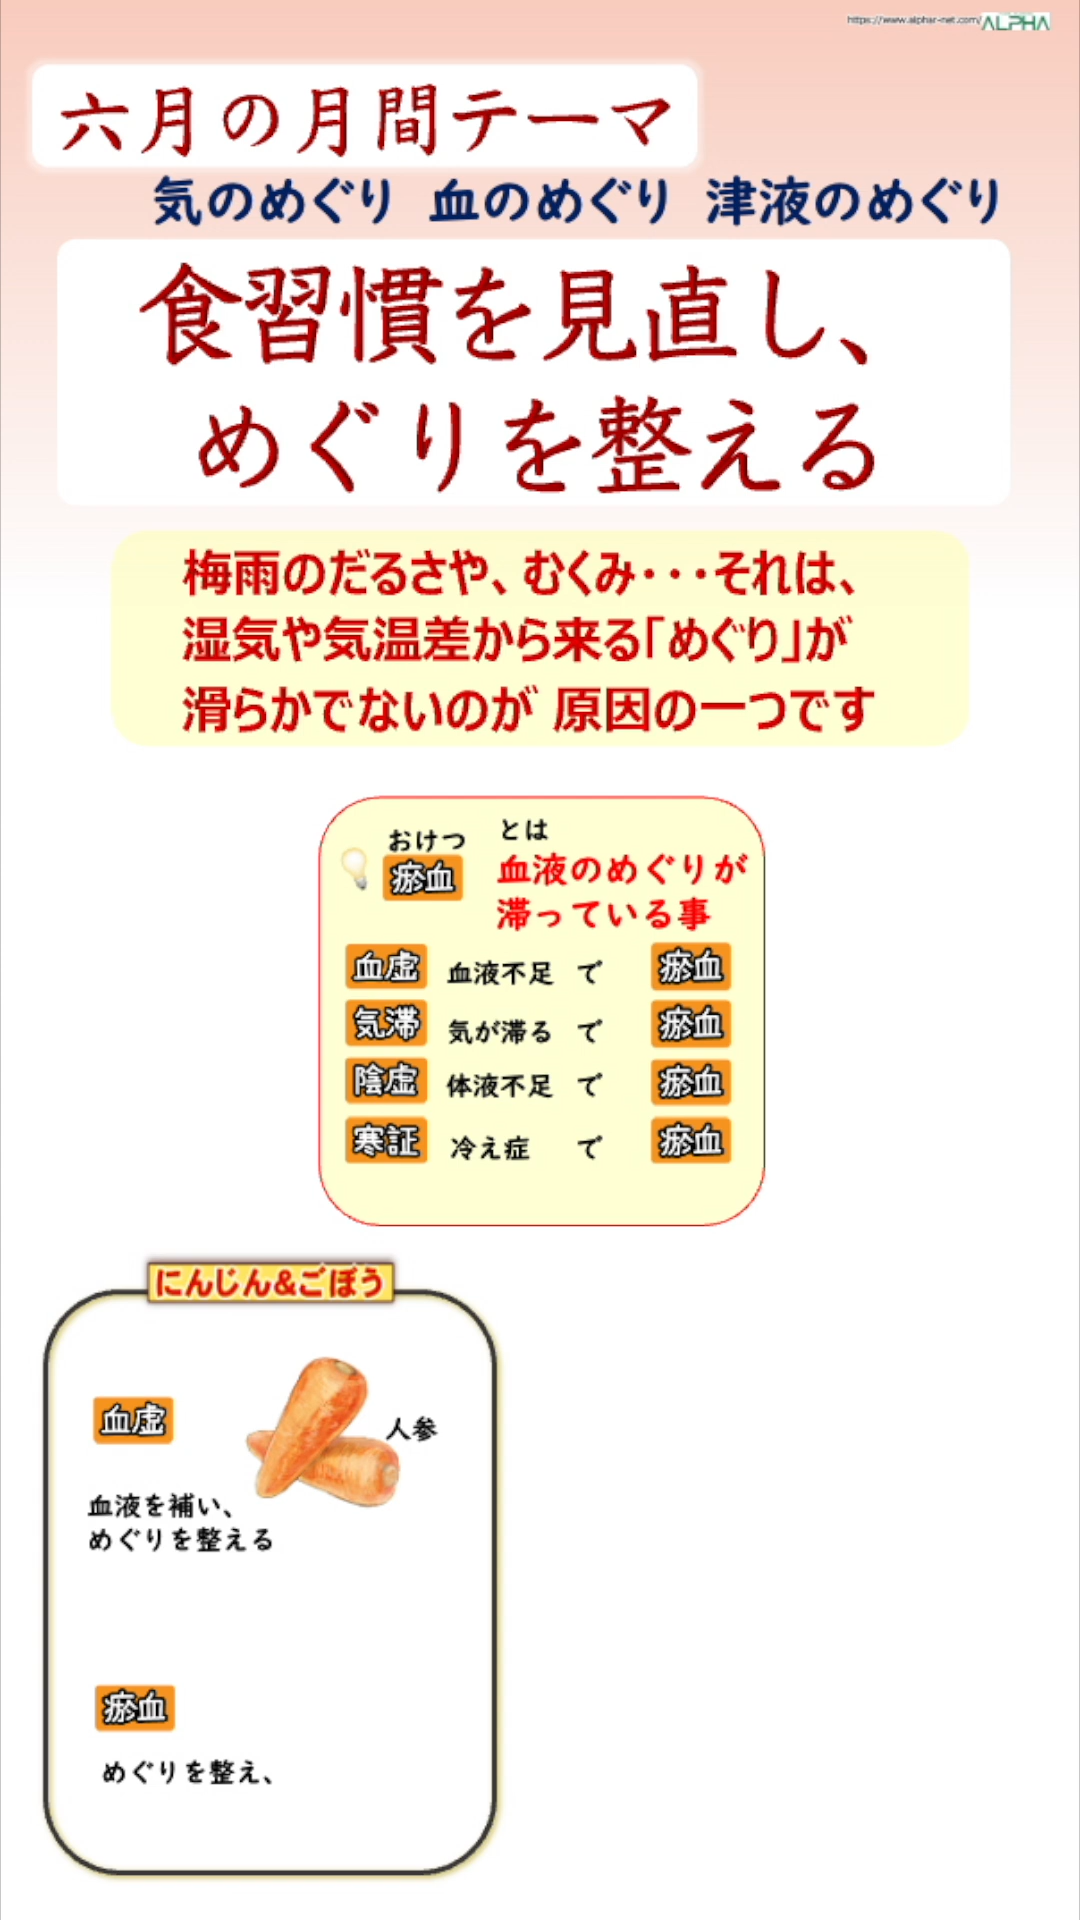 https://www.alphar-net.com/ALPHA
六月の月間テーマ
気のめぐり 血のめぐり 津液のめぐり
食習慣を見直し、
めぐりを整える
梅雨のだるさや、むくみ・・・それは、
湿気や気温差から来る「めぐり」が
滑らかでないのが 原因の一つです
おけつ
瘀血
とは
血液のめぐりが
滞っている事
血虚 血液不足 で 瘀血
気滞 気が滞る で 瘀血
陰虚 体液不足 で 瘀血
寒証 冷え症 で 瘀血
にんじん&ごぼう
血虚
人参
血液を補い、
めぐりを整える
瘀血
めぐりを整え、